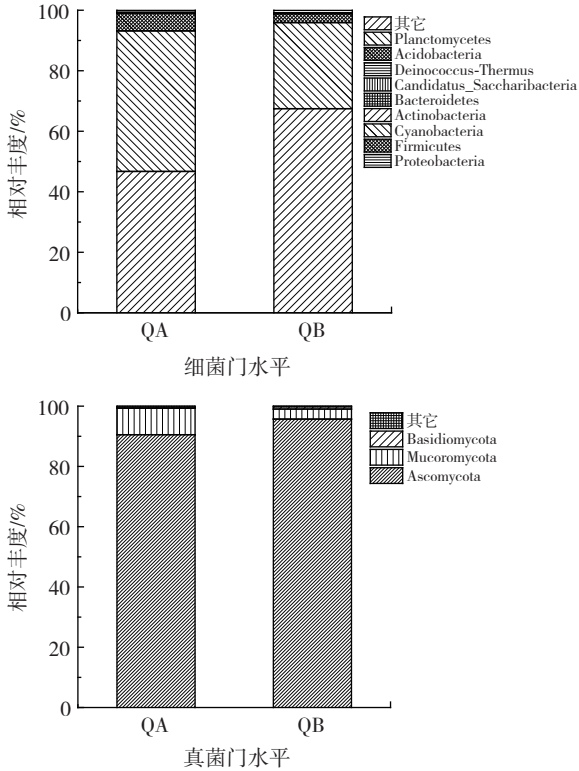 100
80
60
40
20
0
相对丰度/%
QA
QB
细菌门水平
其它
Planctomycetes
Acidobacteria
Deinococcus-Thermus
Candidatus_Saccharibacteria
Bacteroidetes
Actinobacteria
Cyanobacteria
Firmicutes
Proteobacteria
100
80
60
40
20
0
相对丰度/%
QA
QB
真菌门水平
其它
Basidiomycota
Mucoromycota
Ascomycota